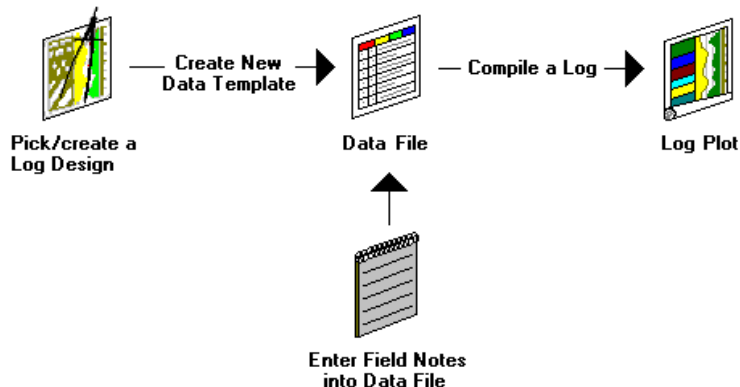 Create New
Data Template
Compile a Log
Pick/create a
Log Design
Data File
Log Plot
Enter Field Notes
into Data File